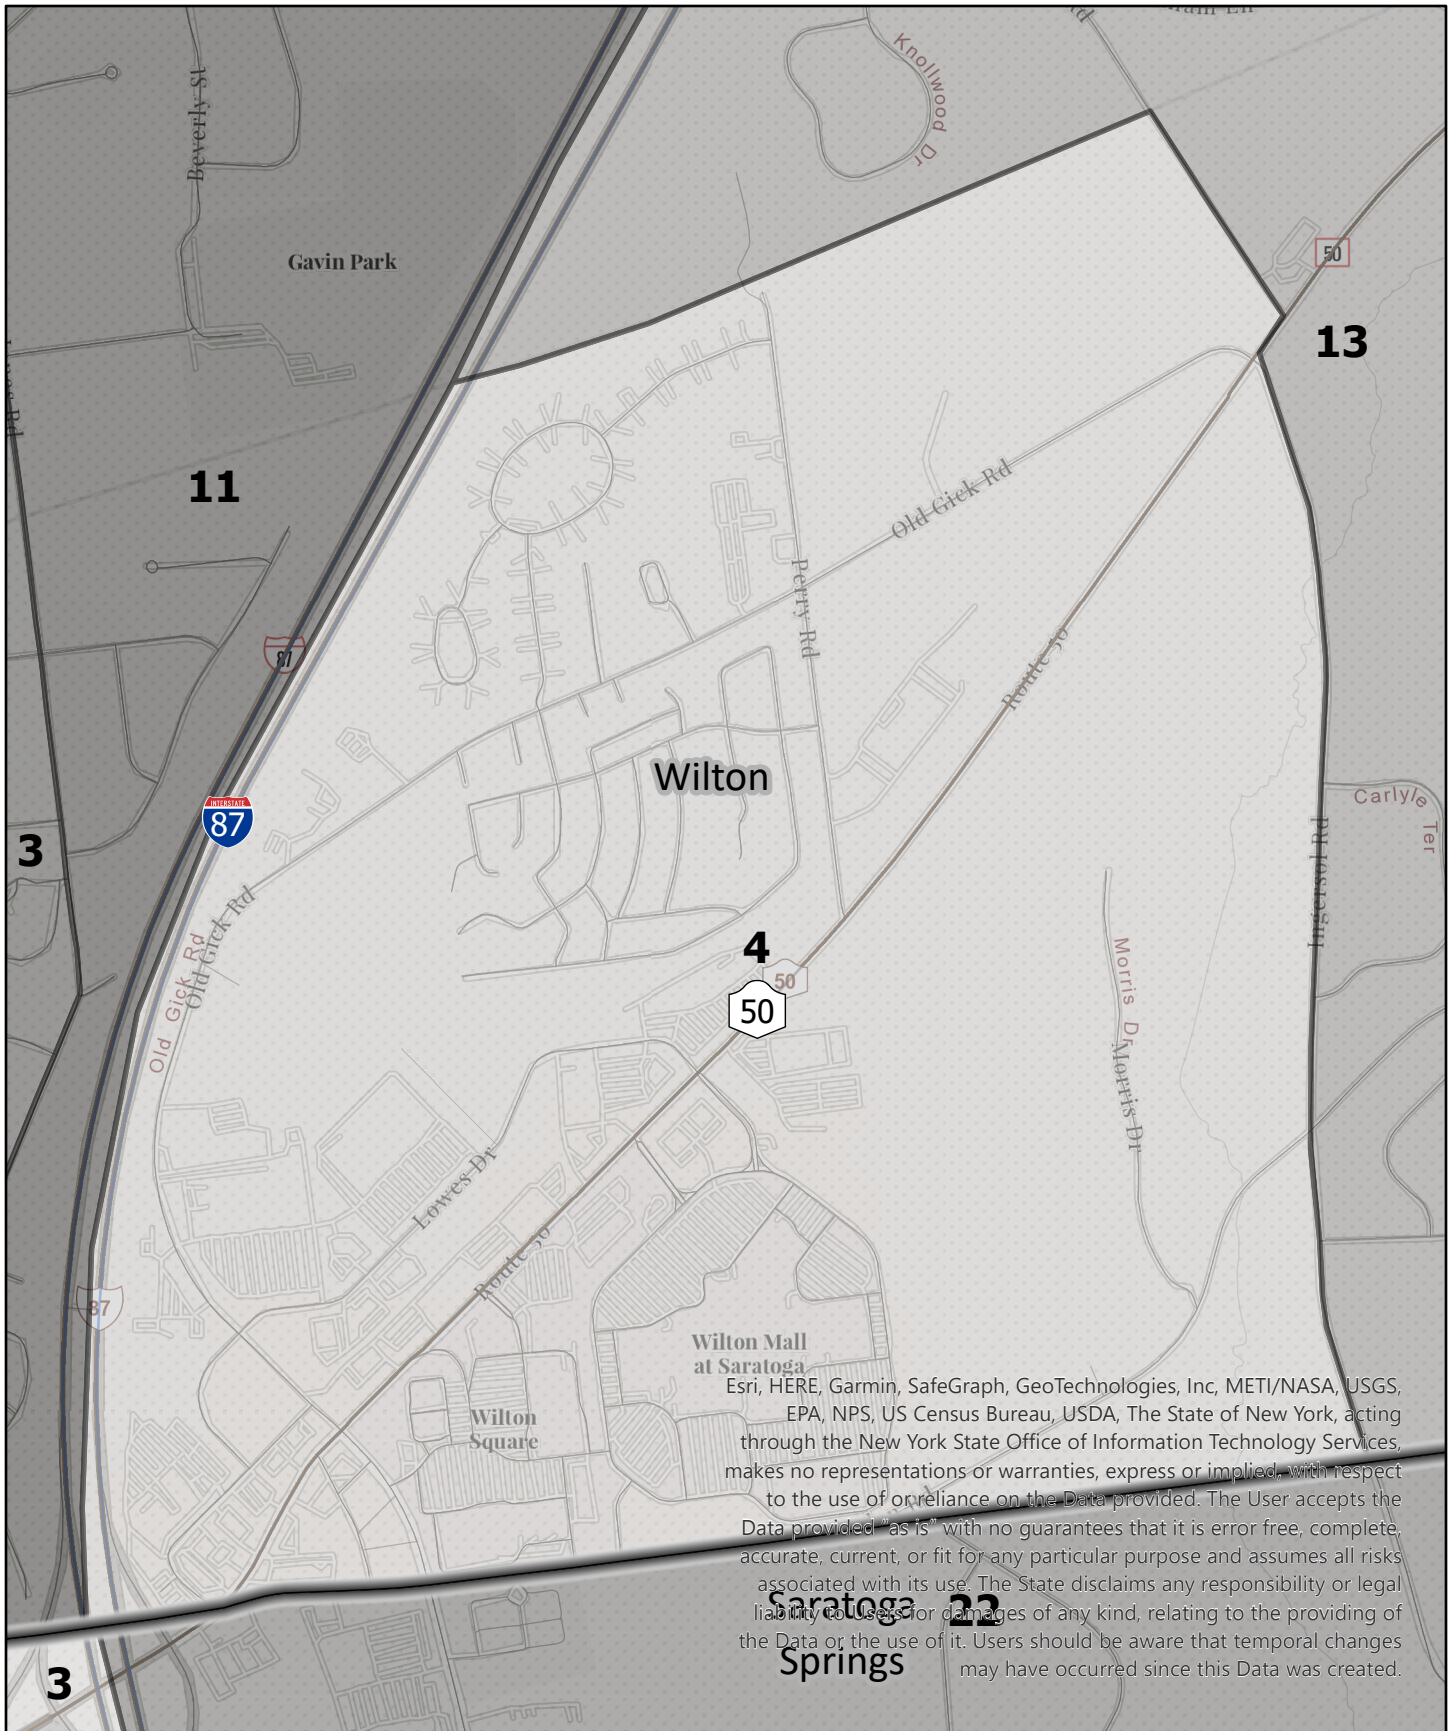 Beverly St
Knollwood Dr
Gavin Park
50
13
11
Old Gick Rd
Perry Rd
87
Route 50
Wilton
INTERSTATE
87
Carlyle Ter
3
Ingersol Rd
Old Gick Rd
Old Gick Rd
4
50
50
Morris Dr
Morris Dr
Lowes Dr
Route 50
87
Wilton Mall
at Saratoga
Wilton
Square
Esri, HERE, Garmin, SafeGraph, GeoTechnologies, Inc, METI/NASA, USGS,
EPA, NPS, US Census Bureau, USDA, The State of New York, acting
through the New York State Office of Information Technology Services,
makes no representations or warranties, express or implied, with respect
to the use of or reliance on the Data provided. The User accepts the
Data provided "as is" with no guarantees that it is error free, complete,
accurate, current, or fit for any particular purpose and assumes all risks
associated with its use. The State disclaims any responsibility or legal
liability to Users for damages of any kind, relating to the providing of
the Data or the use of it. Users should be aware that temporal changes
may have occurred since this Data was created.
Saratoga
Springs
22
3